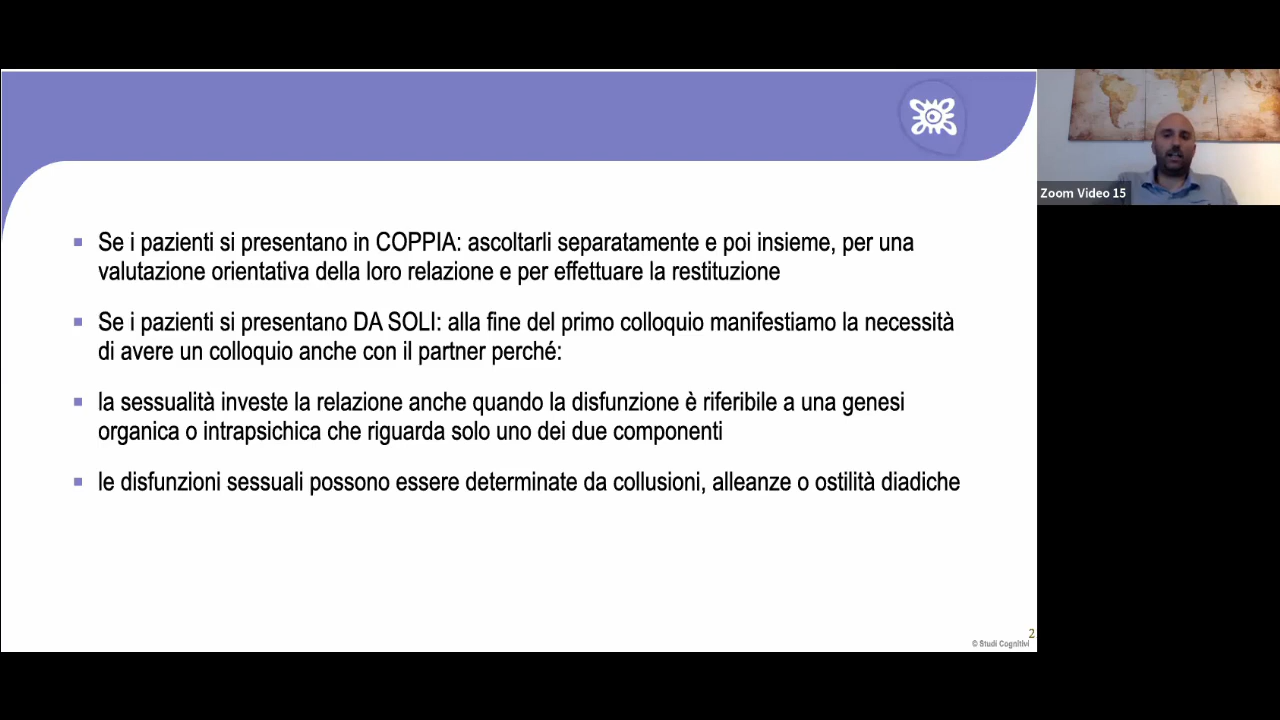 Se i pazienti si presentano in COPPIA: ascoltarli separatamente e poi insieme, per una
valutazione orientativa della loro relazione e per effettuare la restituzione
Se i pazienti si presentano DA SOLI: alla fine del primo colloquio manifestiamo la necessità
di avere un colloquio anche con il partner perché:
la sessualità investe la relazione anche quando la disfunzione è riferibile a una genesi
organica o intrapsichica che riguarda solo uno dei due componenti
le disfunzioni sessuali possono essere determinate da collusioni, alleanze o ostilità diadiche
2
© Studi Cognitivi
Zoom Video 15